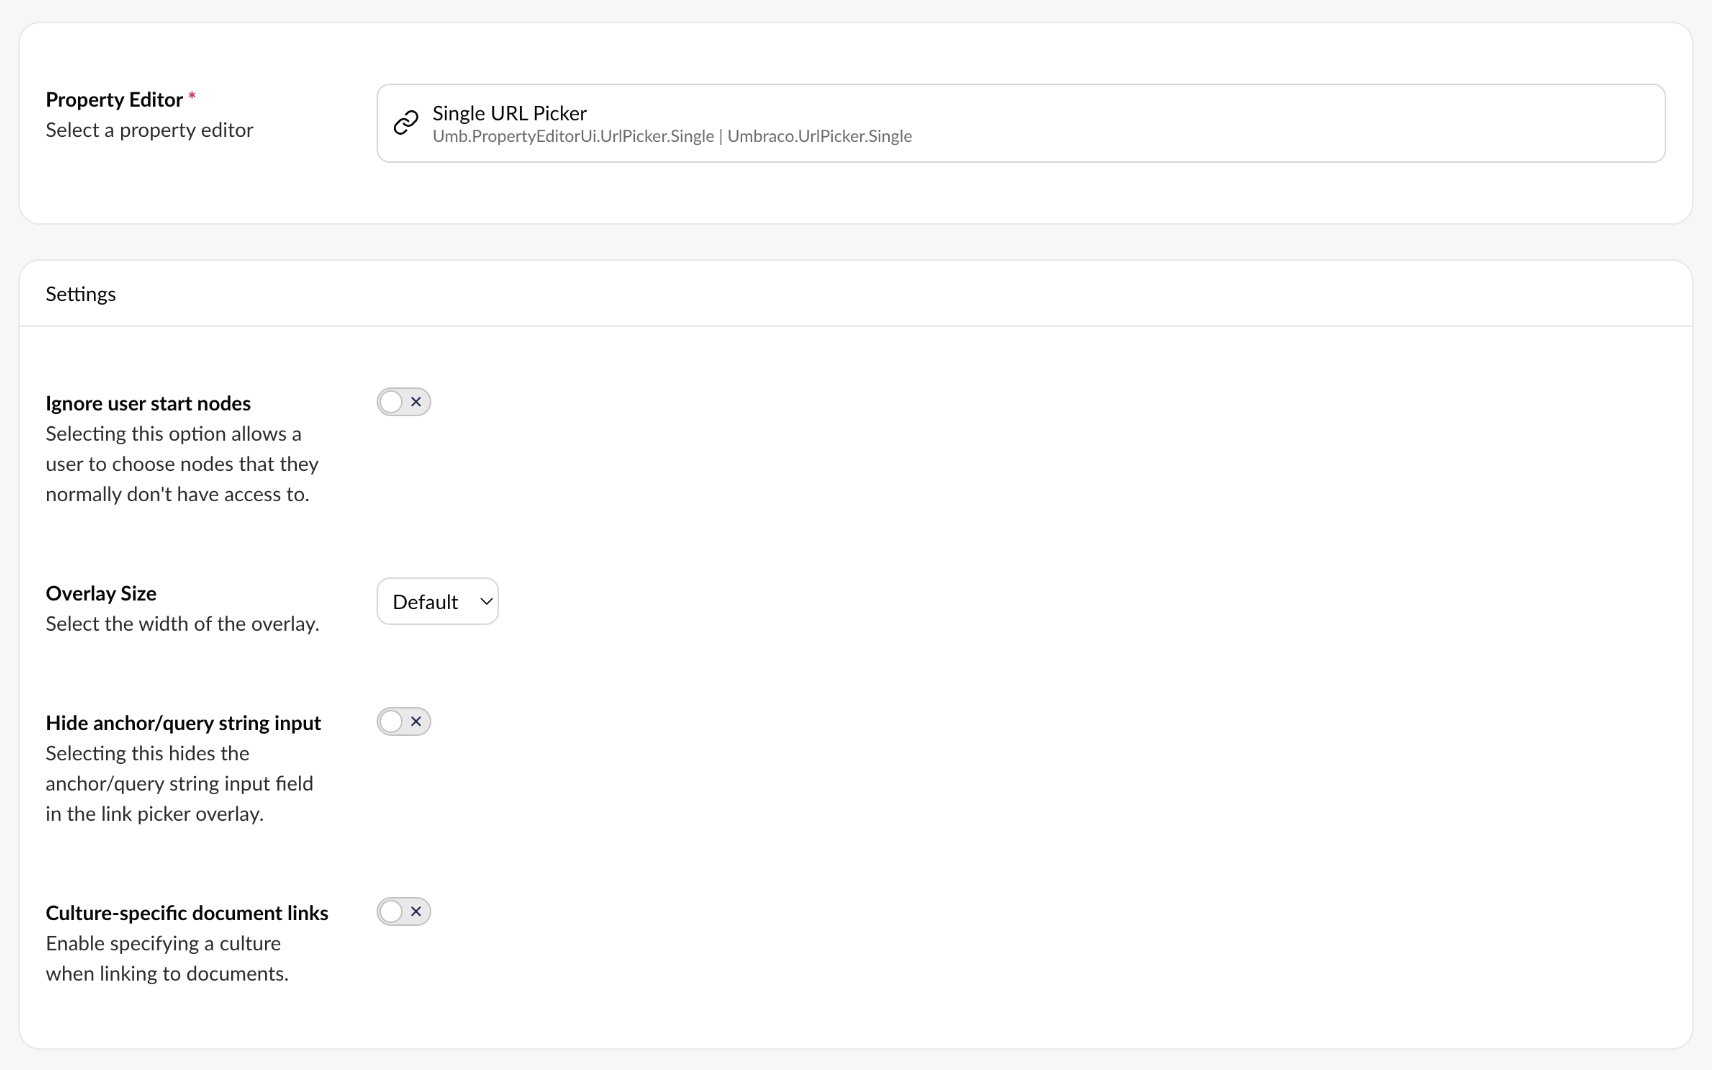 Property Editor *
Select a property editor
Single URL Picker
Umb.PropertyEditorUi.UrlPicker.Single | Umbraco.UrlPicker.Single
Settings
Ignore user start nodes
Selecting this option allows a
user to choose nodes that they
normally don't have access to.
Overlay Size
Select the width of the overlay.
Default
Hide anchor/query string input
Selecting this hides the
anchor/query string input field
in the link picker overlay.
Culture-specific document links
Enable specifying a culture
when linking to documents.